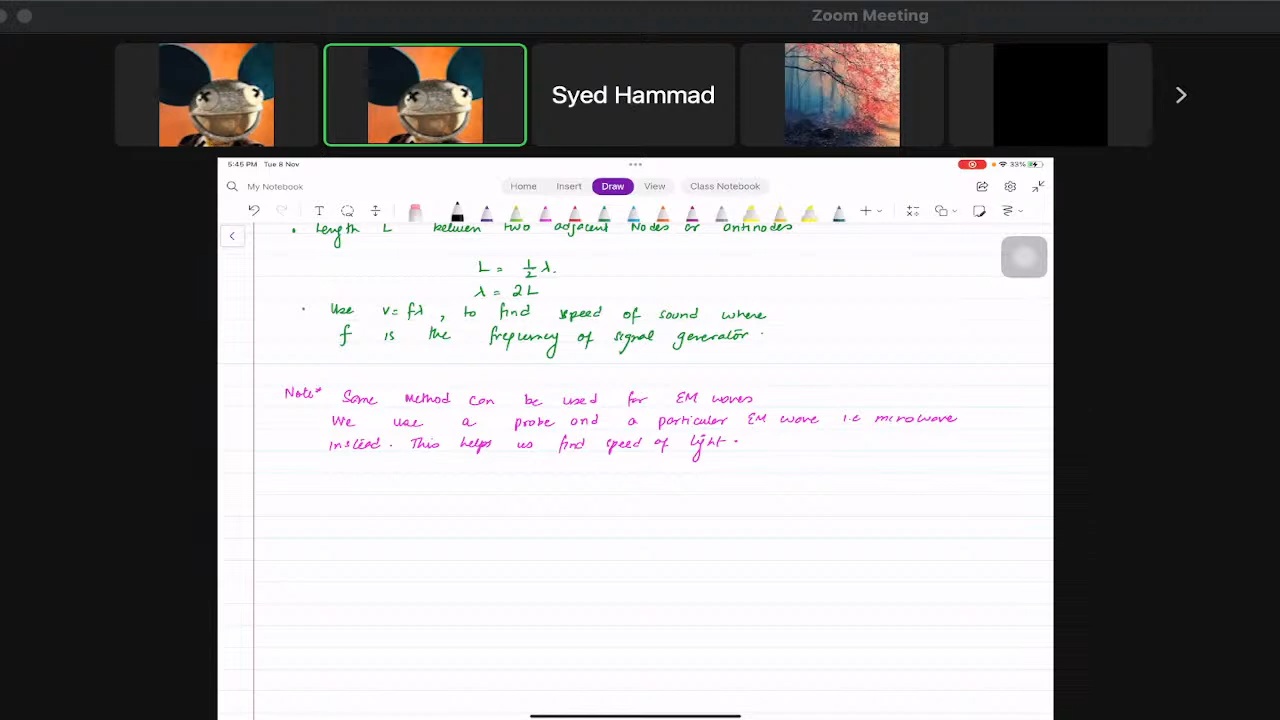 Zoom Meeting
Syed Hammad
5:45 PM Tue 8 Nov
33%
My Notebook
Home Insert Draw View Class Notebook
T
• Length L between two adjacent Nodes or antinodes
L = 1/2 λ.
λ = 2L
• Use v = fλ, to find speed of sound where
f is the frequency of signal generator.
Note* Same method can be used for EM waves
We use a probe and a particular EM wave i.e microwave
instead. This helps us find speed of light.